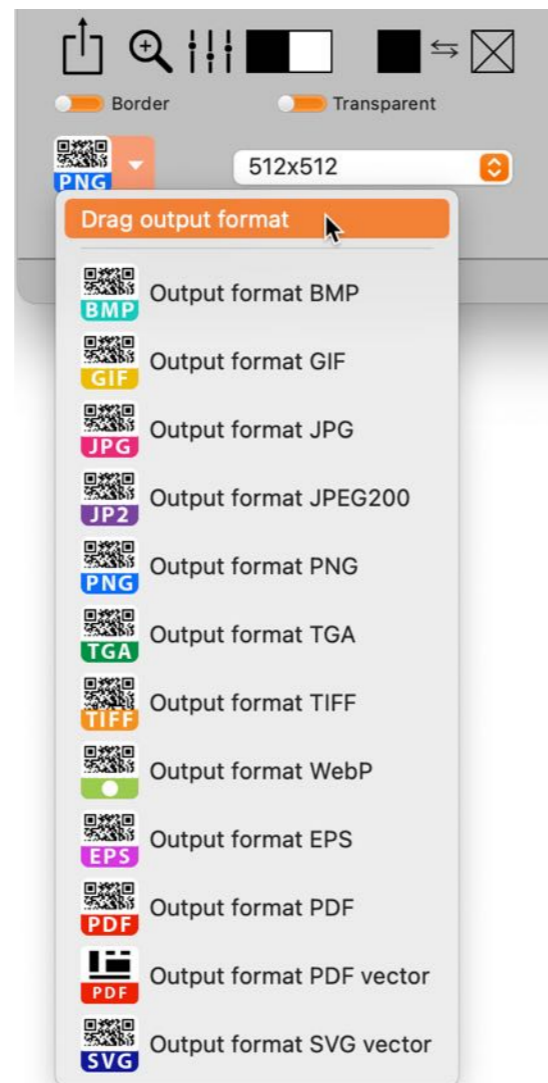 Border Transparent
PNG 512x512
Drag output format
BMP Output format BMP
GIF Output format GIF
JPG Output format JPG
JP2 Output format JPEG200
PNG Output format PNG
TGA Output format TGA
TIFF Output format TIFF
Output format WebP
EPS Output format EPS
PDF Output format PDF
PDF Output format PDF vector
SVG Output format SVG vector